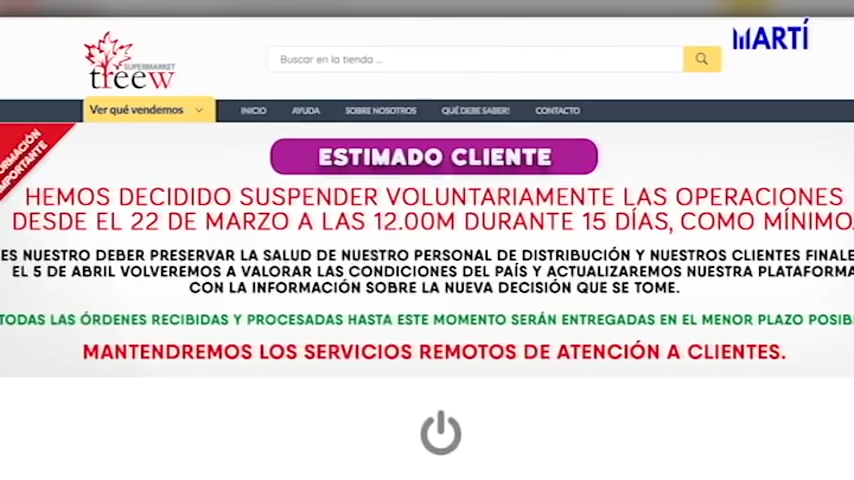 MARTÍ
SUPERMARKET
treew
Buscar en la tienda ...
Ver qué vendemos
INICIO
AYUDA
SOBRE NOSOTROS
QUÉ DEBE SABER!
CONTACTO
ORMACIÓN
IMPORTANTE
ESTIMADO CLIENTE
HEMOS DECIDIDO SUSPENDER VOLUNTARIAMENTE LAS OPERACIONES
DESDE EL 22 DE MARZO A LAS 12.00M DURANTE 15 DÍAS, COMO MÍNIMO.
ES NUESTRO DEBER PRESERVAR LA SALUD DE NUESTRO PERSONAL DE DISTRIBUCIÓN Y NUESTROS CLIENTES FINALE
EL 5 DE ABRIL VOLVEREMOS A VALORAR LAS CONDICIONES DEL PAÍS Y ACTUALIZAREMOS NUESTRA PLATAFORMA
CON LA INFORMACIÓN SOBRE LA NUEVA DECISIÓN QUE SE TOME.
TODAS LAS ÓRDENES RECIBIDAS Y PROCESADAS HASTA ESTE MOMENTO SERÁN ENTREGADAS EN EL MENOR PLAZO POSIB
MANTENDREMOS LOS SERVICIOS REMOTOS DE ATENCIÓN A CLIENTES.